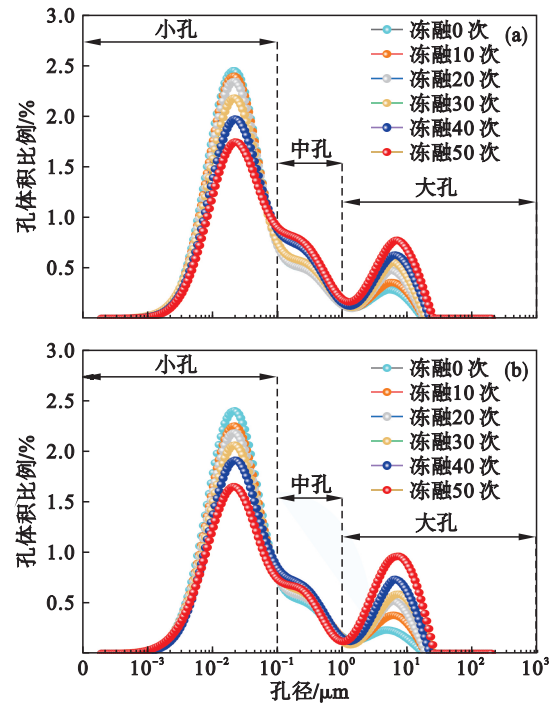 3.0
小孔
冻融0 次
(a)
2.5
冻融10 次
冻融20 次
2.0
冻融30 次
冻融40 次
1.5
中孔
冻融50 次
大孔
1.0
0.5
孔体积比例/%
3.0
小孔
冻融0 次
(b)
2.5
冻融10 次
冻融20 次
2.0
冻融30 次
冻融40 次
1.5
中孔
冻融50 次
大孔
1.0
0.5
孔体积比例/%
0 10⁻³ 10⁻² 10⁻¹ 10⁰ 10¹ 10² 10³
孔径/μm